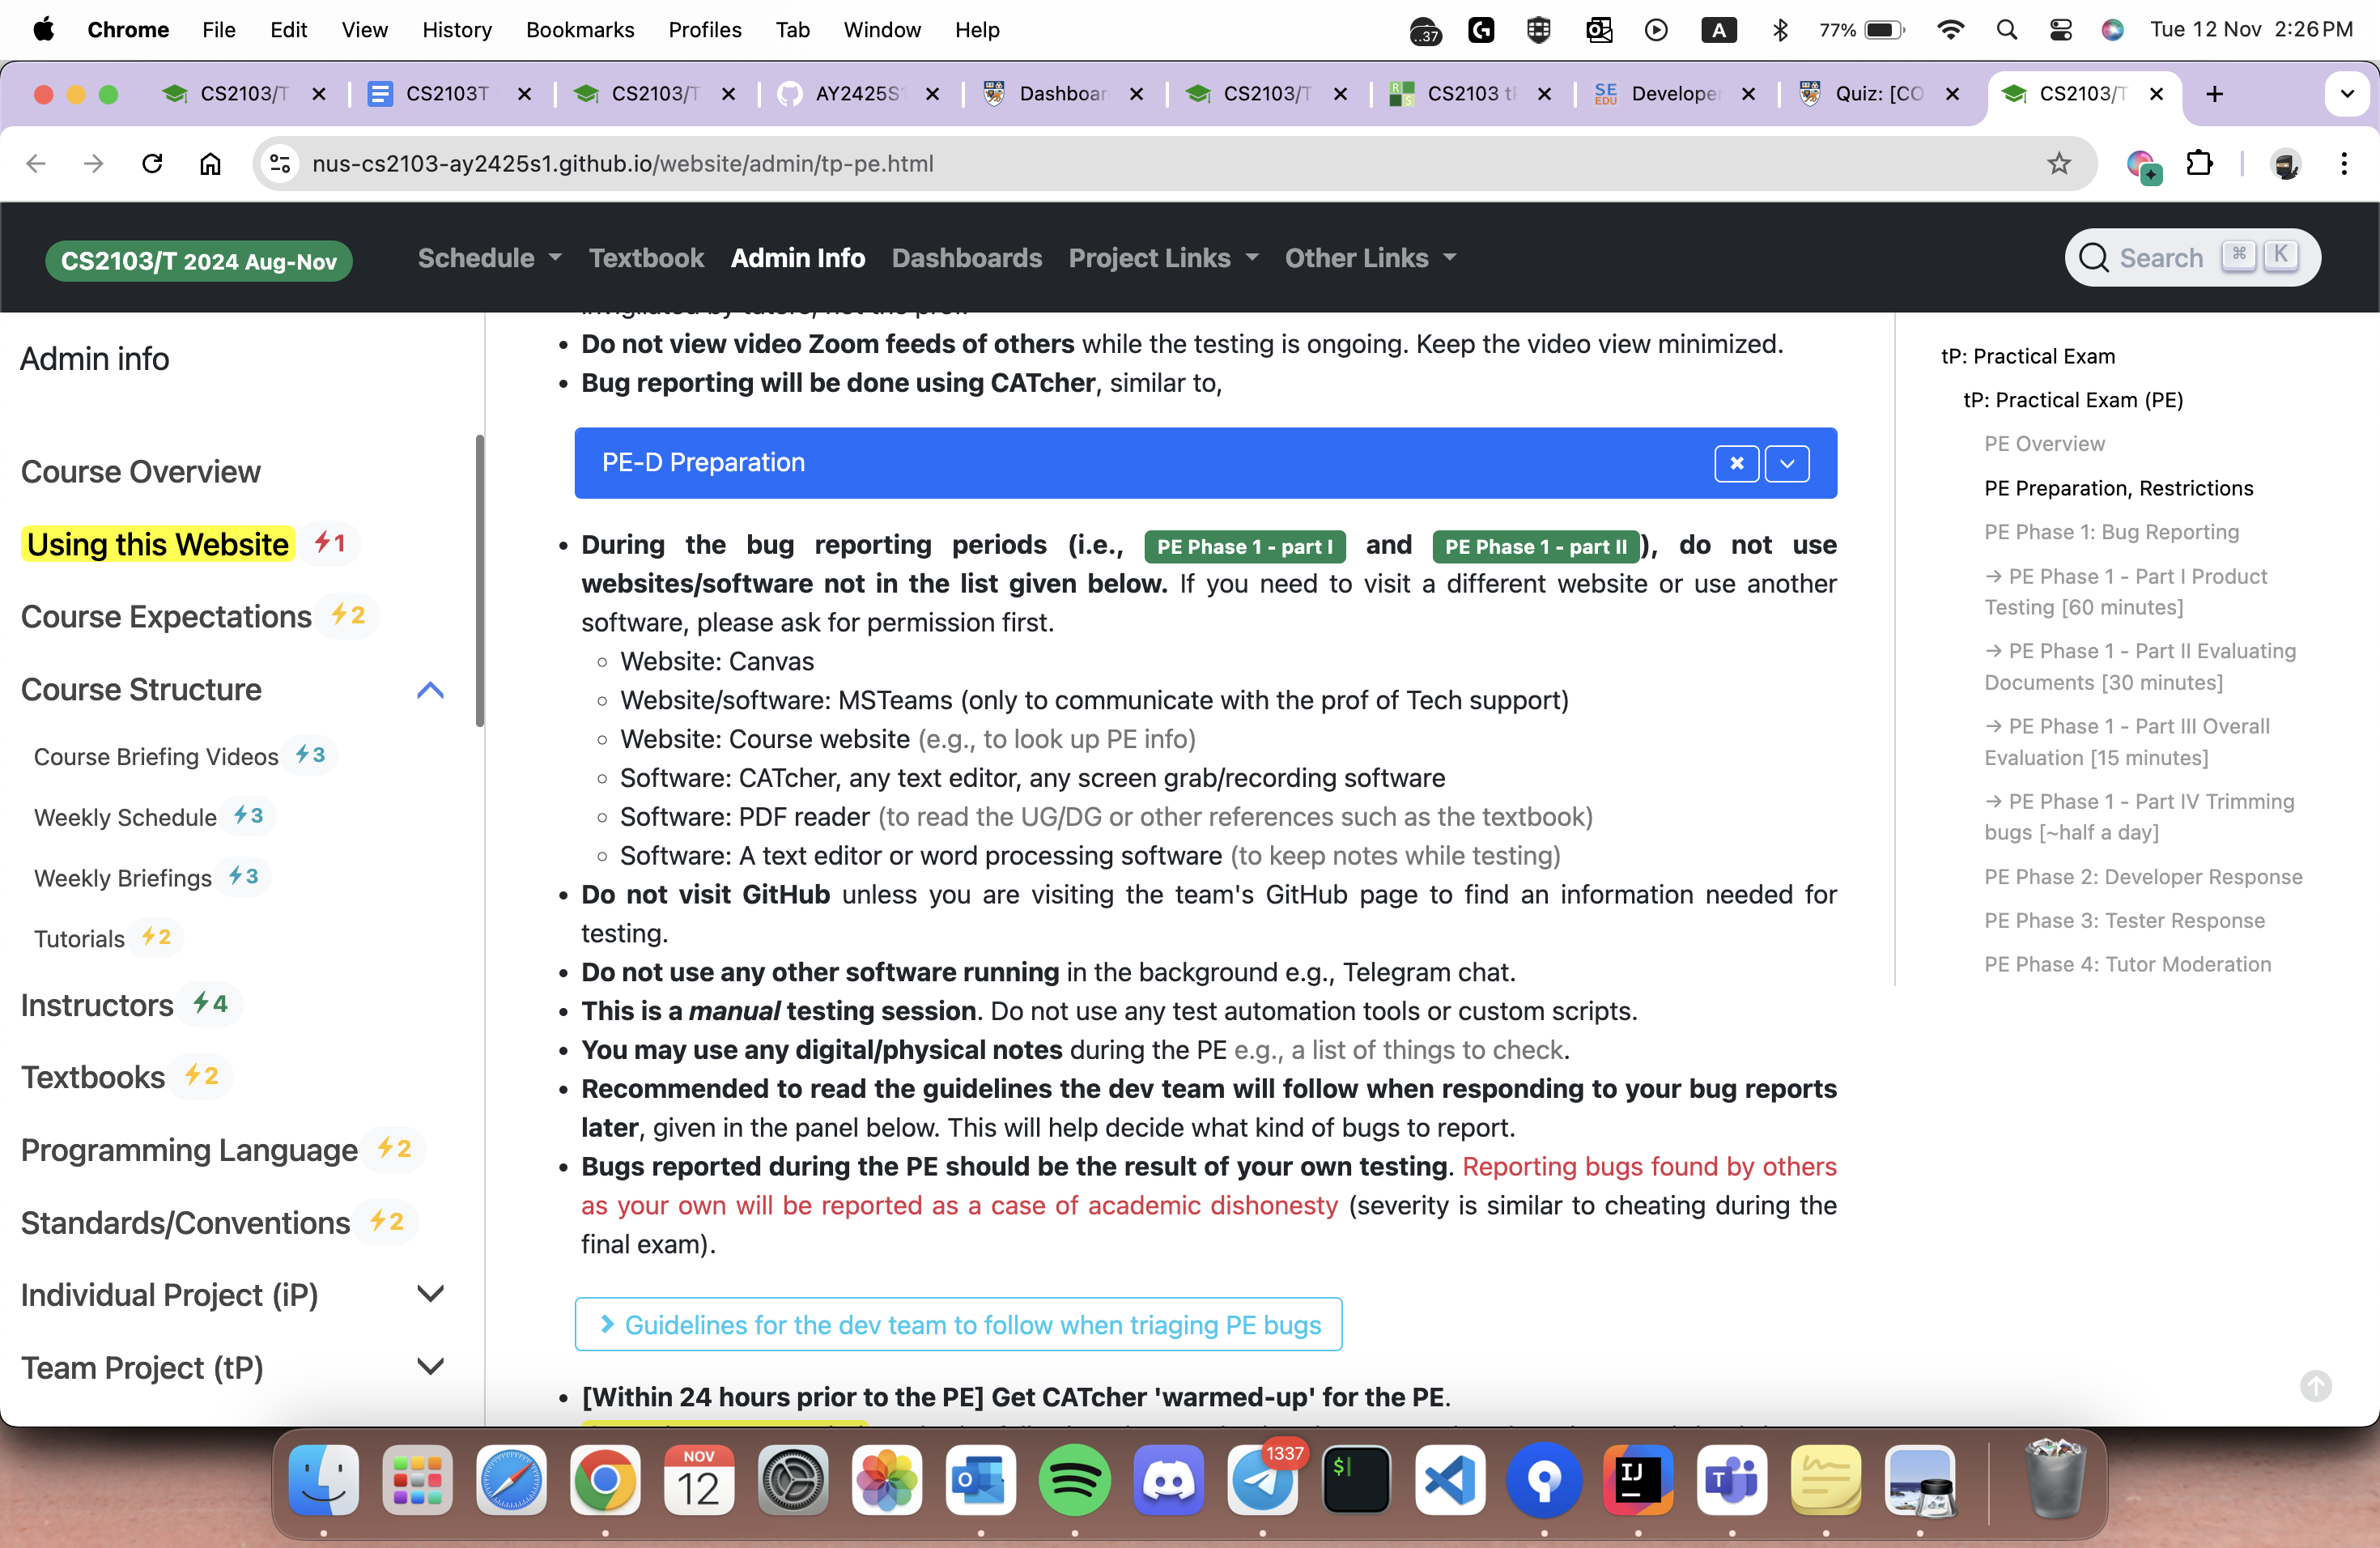 Chrome File Edit View History Bookmarks Profiles Tab Window Help ..37 A 77% Tue 12 Nov 2:26 PM
CS2103/T CS2103T CS2103/T AY2425S1 Dashboar CS2103/T RS CS2103 tP SE EDU Develope Quiz: [CO CS2103/T
nus-cs2103-ay2425s1.github.io/website/admin/tp-pe.html
CS2103/T 2024 Aug-Nov Schedule Textbook Admin Info Dashboards Project Links Other Links Search ⌘ K
Admin info
Course Overview
Using this Website 1
Course Expectations 2
Course Structure
Course Briefing Videos 3
Weekly Schedule 3
Weekly Briefings 3
Tutorials 2
Instructors 4
Textbooks 2
Programming Language 2
Standards/Conventions 2
Individual Project (iP)
Team Project (tP)
• Do not view video Zoom feeds of others while the testing is ongoing. Keep the video view minimized.
• Bug reporting will be done using CATcher, similar to,
PE-D Preparation
• During the bug reporting periods (i.e., PE Phase 1 - part I and PE Phase 1 - part II), do not use
websites/software not in the list given below. If you need to visit a different website or use another
software, please ask for permission first.
◦ Website: Canvas
◦ Website/software: MSTeams (only to communicate with the prof of Tech support)
◦ Website: Course website (e.g., to look up PE info)
◦ Software: CATcher, any text editor, any screen grab/recording software
◦ Software: PDF reader (to read the UG/DG or other references such as the textbook)
◦ Software: A text editor or word processing software (to keep notes while testing)
• Do not visit GitHub unless you are visiting the team's GitHub page to find an information needed for
testing.
• Do not use any other software running in the background e.g., Telegram chat.
• This is a manual testing session. Do not use any test automation tools or custom scripts.
• You may use any digital/physical notes during the PE e.g., a list of things to check.
• Recommended to read the guidelines the dev team will follow when responding to your bug reports
later, given in the panel below. This will help decide what kind of bugs to report.
• Bugs reported during the PE should be the result of your own testing. Reporting bugs found by others
as your own will be reported as a case of academic dishonesty (severity is similar to cheating during the
final exam).
Guidelines for the dev team to follow when triaging PE bugs
• [Within 24 hours prior to the PE] Get CATcher 'warmed-up' for the PE.
tP: Practical Exam
tP: Practical Exam (PE)
PE Overview
PE Preparation, Restrictions
PE Phase 1: Bug Reporting
→ PE Phase 1 - Part I Product
Testing [60 minutes]
→ PE Phase 1 - Part II Evaluating
Documents [30 minutes]
→ PE Phase 1 - Part III Overall
Evaluation [15 minutes]
→ PE Phase 1 - Part IV Trimming
bugs [~half a day]
PE Phase 2: Developer Response
PE Phase 3: Tester Response
PE Phase 4: Tutor Moderation
NOV
12
1337
$
IJ
T